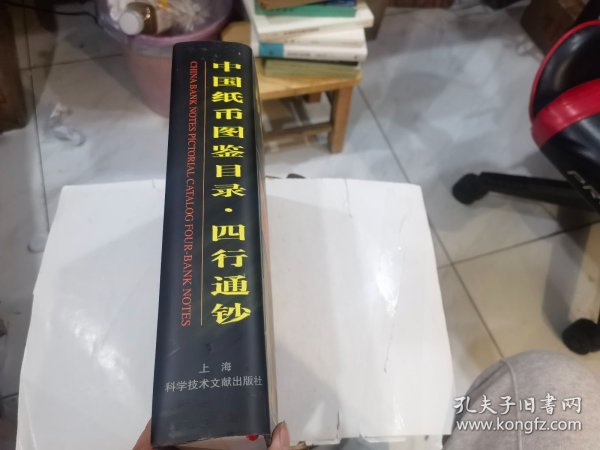 中国纸币图鉴目录·四行通钞
CHINA BANK NOTES PICTORIAL CATALOG FOUR-BANK NOTES
上海
科学技术文献出版社
孔夫子旧书网
www.kongfz.com